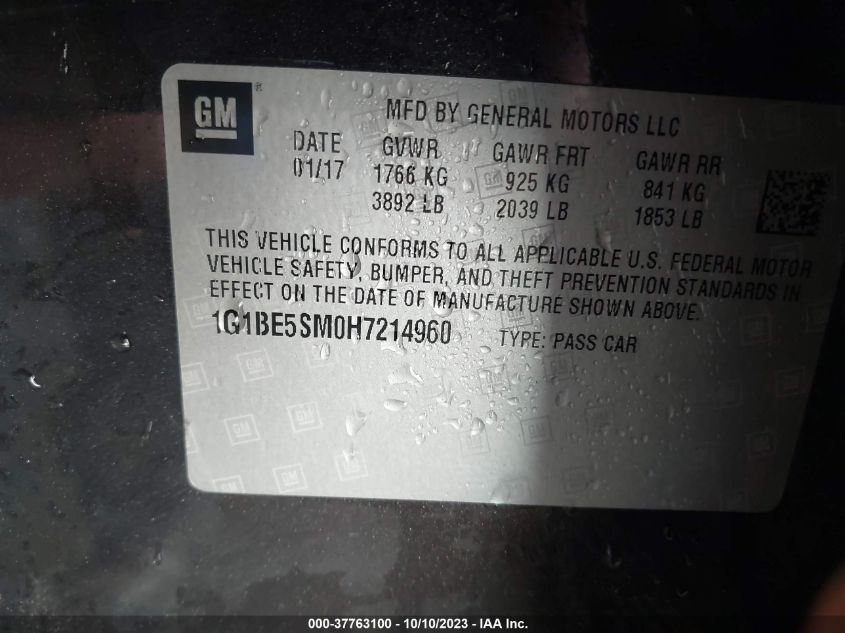 GM ®
MFD BY GENERAL MOTORS LLC
DATE GVWR GAWR FRT GAWR RR
01/17 1766 KG 925 KG 841 KG
3892 LB 2039 LB 1853 LB
THIS VEHICLE CONFORMS TO ALL APPLICABLE U.S. FEDERAL MOTOR
VEHICLE SAFETY, BUMPER, AND THEFT PREVENTION STANDARDS IN
EFFECT ON THE DATE OF MANUFACTURE SHOWN ABOVE.
1G1BE5SM0H7214960 TYPE: PASS CAR
000-37763100 - 10/10/2023 - IAA Inc.